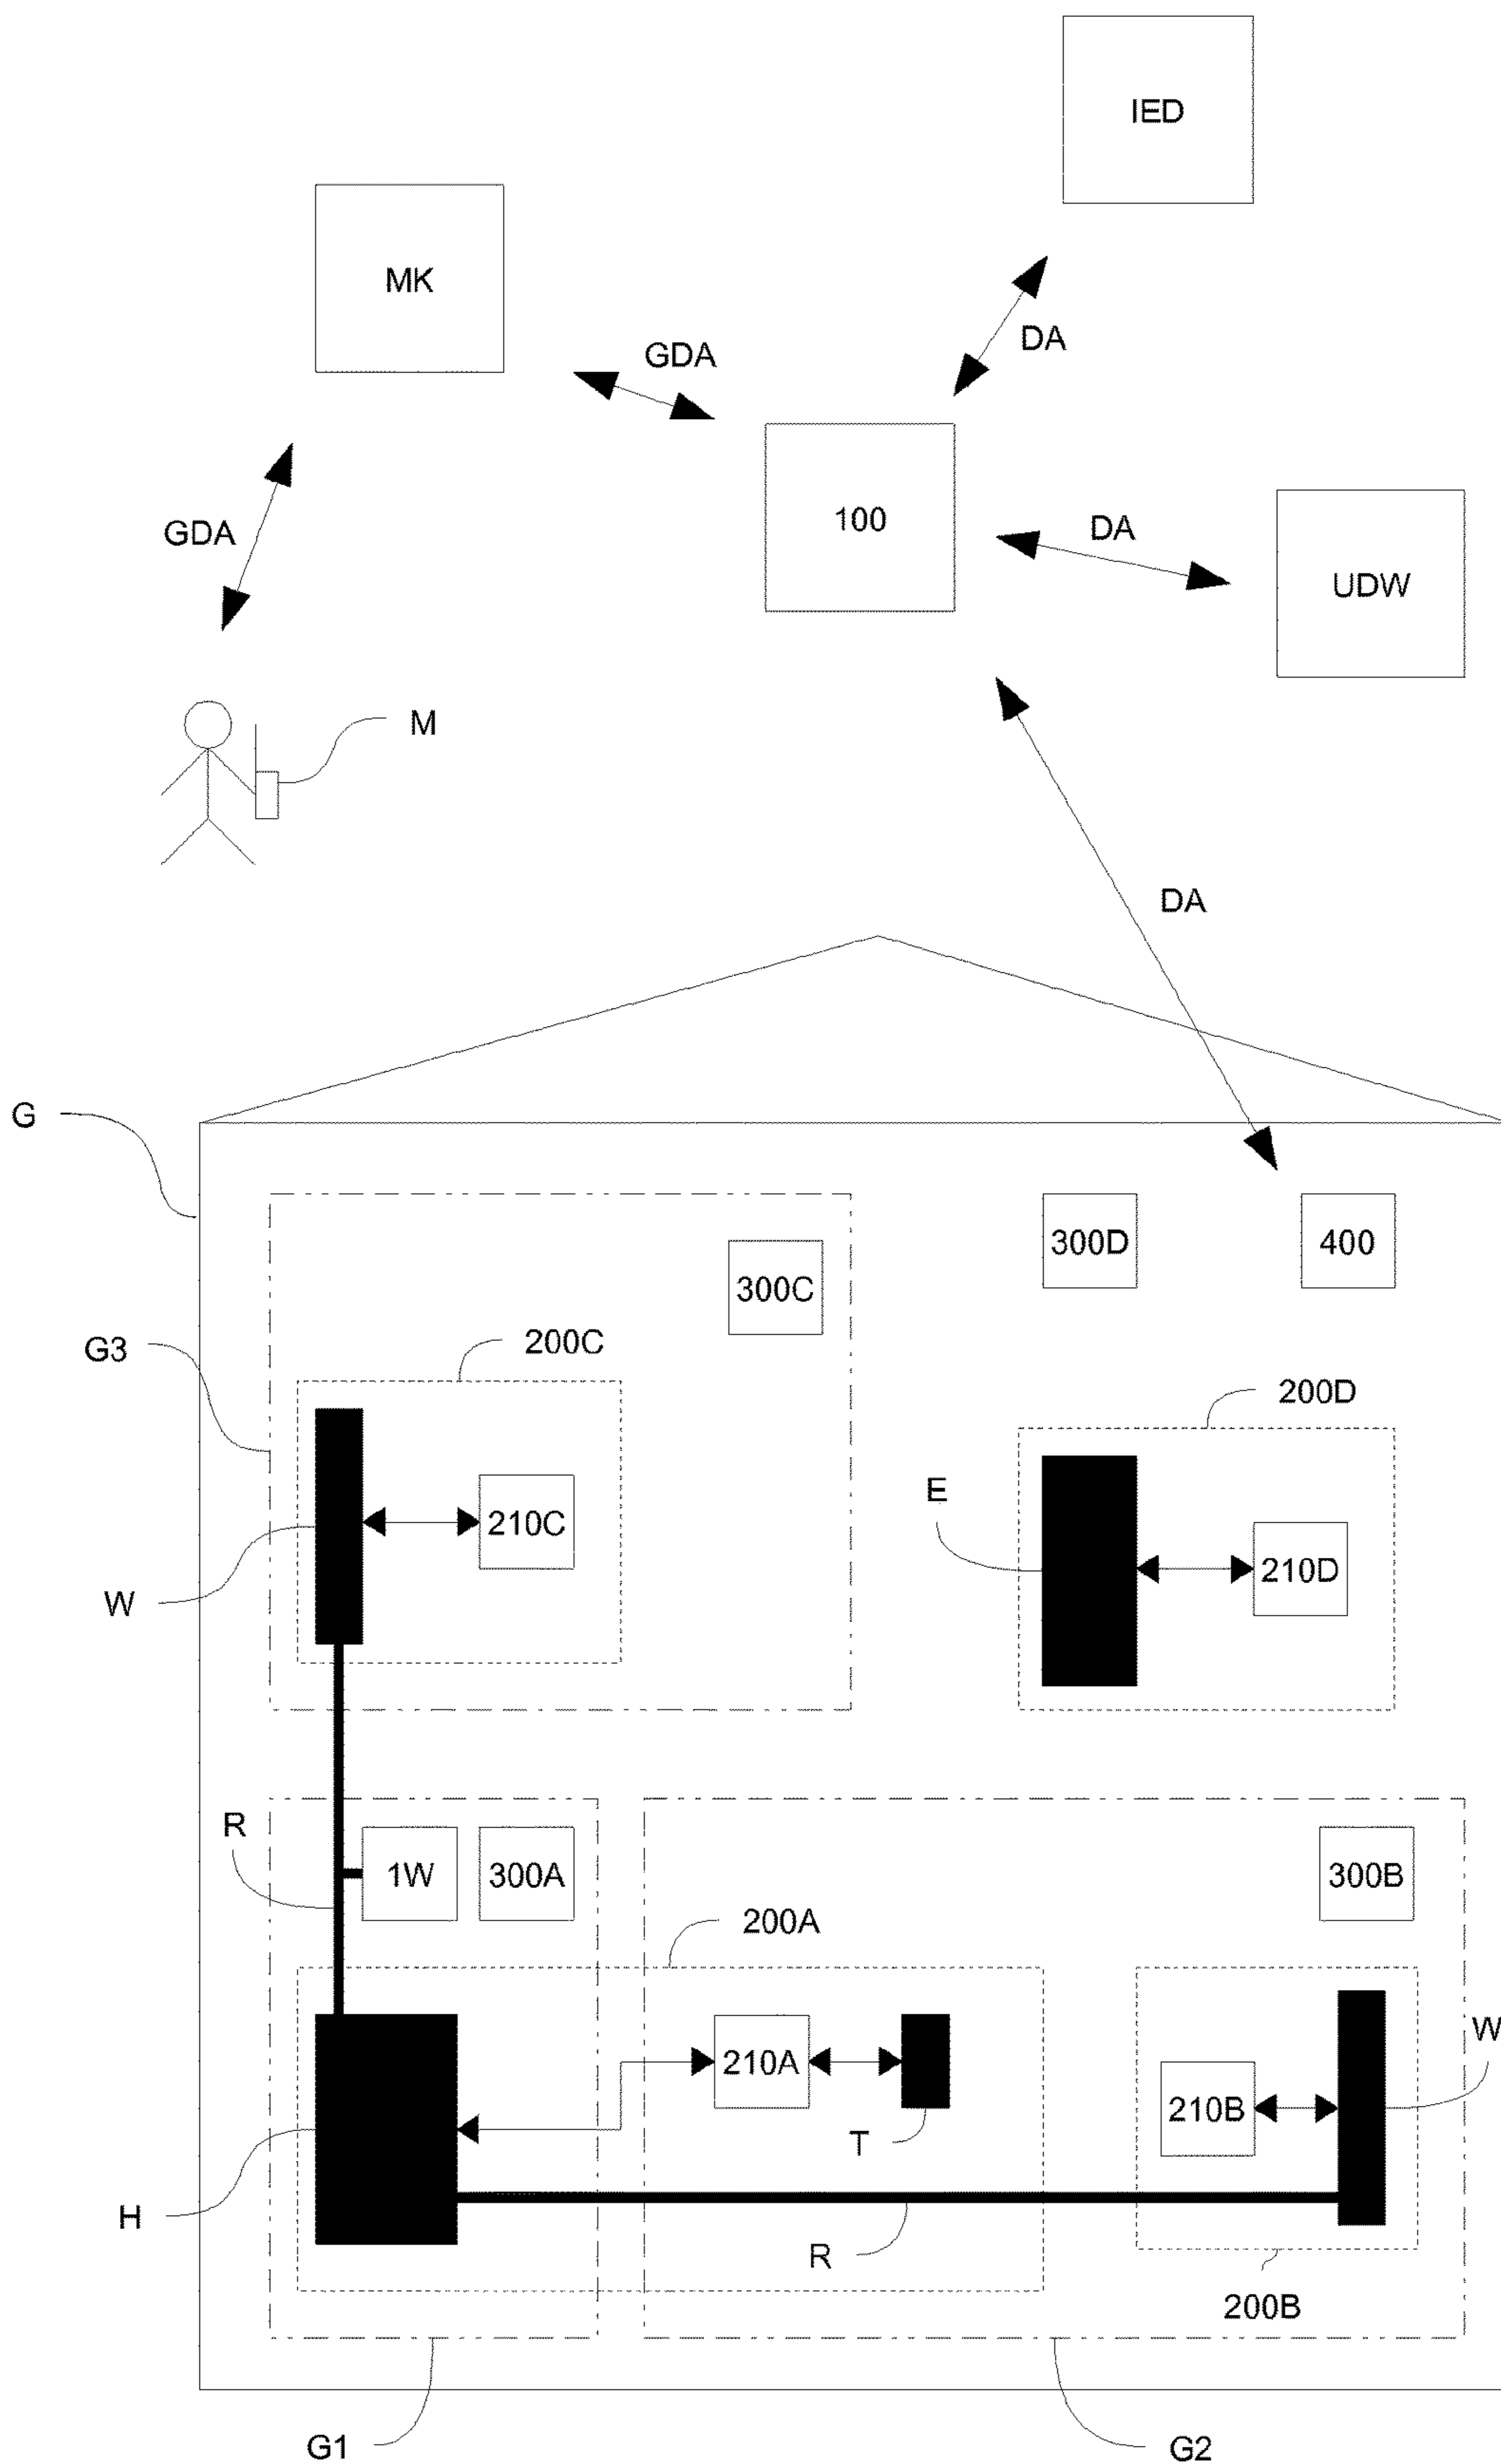 IED
MK
GDA
DA
100
DA
UDW
GDA
M
DA
G
300D
400
300C
G3
200C
200D
E
210C
210D
W
R
1W
300A
300B
200A
W
210A
210B
T
H
R
200B
G1
G2